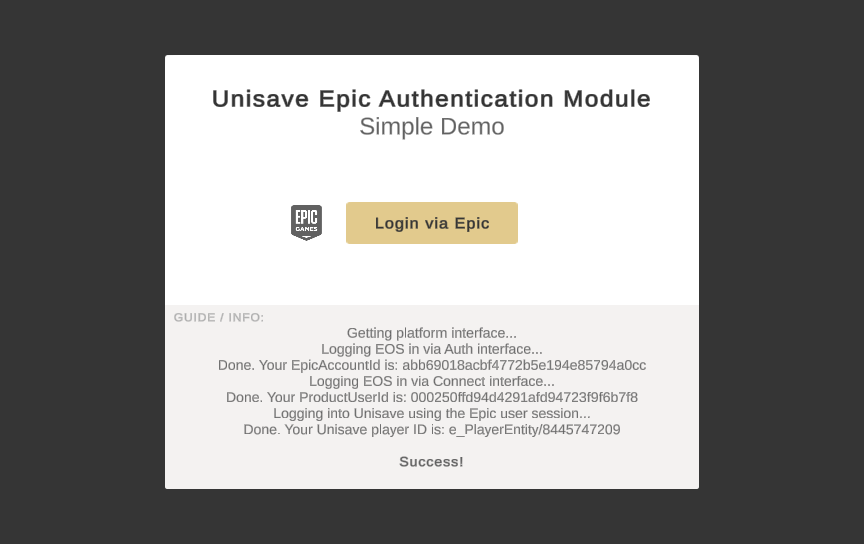 Unisave Epic Authentication Module
Simple Demo
EPIC
GAMES
Login via Epic
GUIDE / INFO:
Getting platform interface...
Logging EOS in via Auth interface...
Done. Your EpicAccountId is: abb69018acbf4772b5e194e85794a0cc
Logging EOS in via Connect interface...
Done. Your ProductUserId is: 000250ffd94d4291afd94723f9f6b7f8
Logging into Unisave using the Epic user session...
Done. Your Unisave player ID is: e_PlayerEntity/8445747209
Success!